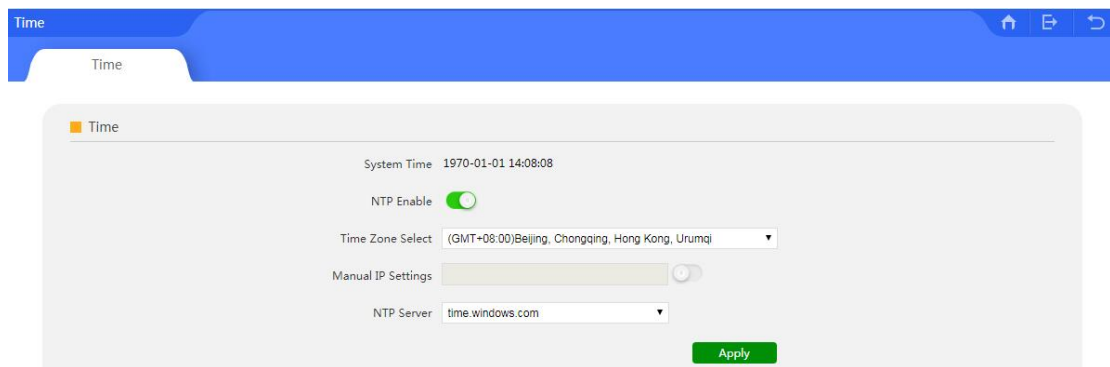 Time
Time
Time
System Time 1970-01-01 14:08:08
NTP Enable
Time Zone Select (GMT+08:00)Beijing, Chongqing, Hong Kong, Urumqi
Manual IP Settings
NTP Server time.windows.com
Apply